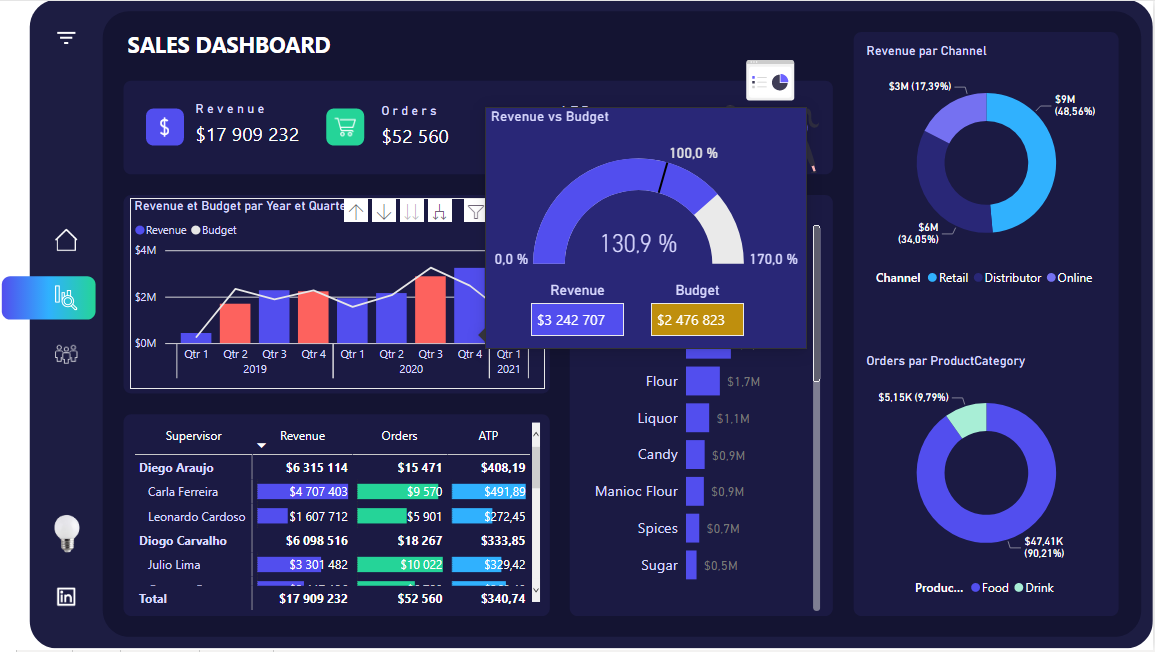 SALES DASHBOARD
Revenue
$17 909 232
Orders
$52 560
Revenue vs Budget
100,0 %
130,9 %
0,0 %
170,0 %
Revenue
Budget
$3 242 707
$2 476 823
Revenue et Budget par Year et Quarte
Revenue
Budget
$4M
$2M
$0M
Qtr 1 Qtr 2 Qtr 3 Qtr 4 Qtr 1 Qtr 2 Qtr 3 Qtr 4 Qtr 1
2019 2020 2021
Flour $1,7M
Liquor $1,1M
Candy $0,9M
Manioc Flour $0,9M
Spices $0,7M
Sugar $0,5M
Supervisor Revenue Orders ATP
Diego Araujo $6 315 114 $15 471 $408,19
Carla Ferreira $4 707 403 $9 570 $491,89
Leonardo Cardoso $1 607 712 $5 901 $272,45
Diogo Carvalho $6 098 516 $18 267 $333,85
Julio Lima $3 301 482 $10 022 $329,42
Total $17 909 232 $52 560 $340,74
Revenue par Channel
$3M (17,39%)
$9M
(48,56%)
$6M
(34,05%)
Channel Retail Distributor Online
Orders par ProductCategory
$5,15K (9,79%)
$47,41K
(90,21%)
Produc... Food Drink
in